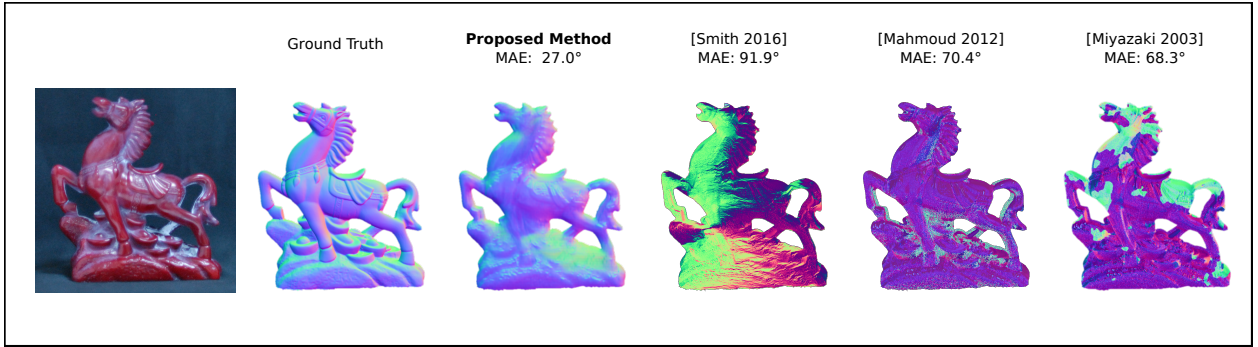 Ground Truth
Proposed Method
MAE:  27.0°
[Smith 2016]
MAE: 91.9°
[Mahmoud 2012]
MAE: 70.4°
[Miyazaki 2003]
MAE: 68.3°